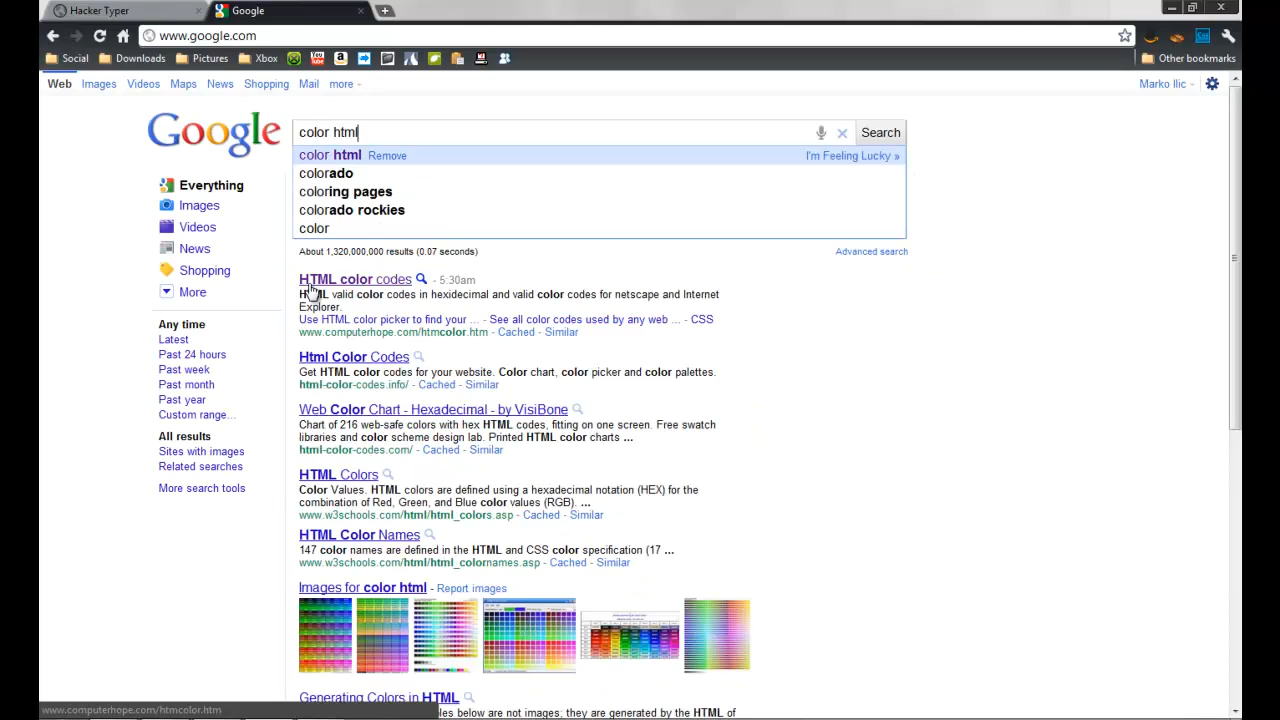 Hacker Typer
Google
www.google.com
Social Downloads Pictures Xbox Other bookmarks
Web Images Videos Maps News Shopping Mail more Marko Ilic
Google
color html
Search
color html Remove I'm Feeling Lucky »
colorado
coloring pages
colorado rockies
color
About 1,320,000,000 results (0.07 seconds) Advanced search
Everything
Images
Videos
News
Shopping
More
Any time
Latest
Past 24 hours
Past week
Past month
Past year
Custom range...
All results
Sites with images
Related searches
More search tools
HTML color codes - 5:30am
HTML valid color codes in hexidecimal and valid color codes for netscape and Internet
Explorer.
Use HTML color picker to find your ... - See all color codes used by any web ... - CSS
www.computerhope.com/htmcolor.htm - Cached - Similar
Html Color Codes
Get HTML color codes for your website. Color chart, color picker and color palettes.
html-color-codes.info/ - Cached - Similar
Web Color Chart - Hexadecimal - by VisiBone
Chart of 216 web-safe colors with hex HTML codes, fitting on one screen. Free swatch
libraries and color scheme design lab. Printed HTML color charts ...
html-color-codes.com/ - Cached - Similar
HTML Colors
Color Values. HTML colors are defined using a hexadecimal notation (HEX) for the
combination of Red, Green, and Blue color values (RGB). ...
www.w3schools.com/html/html_colors.asp - Cached - Similar
HTML Color Names
147 color names are defined in the HTML and CSS color specification (17 ...
www.w3schools.com/html/html_colornames.asp - Cached - Similar
Images for color html - Report images
Generating Colors in HTML
les below are not images; they are generated by the HTML of
www.computerhope.com/htmcolor.htm